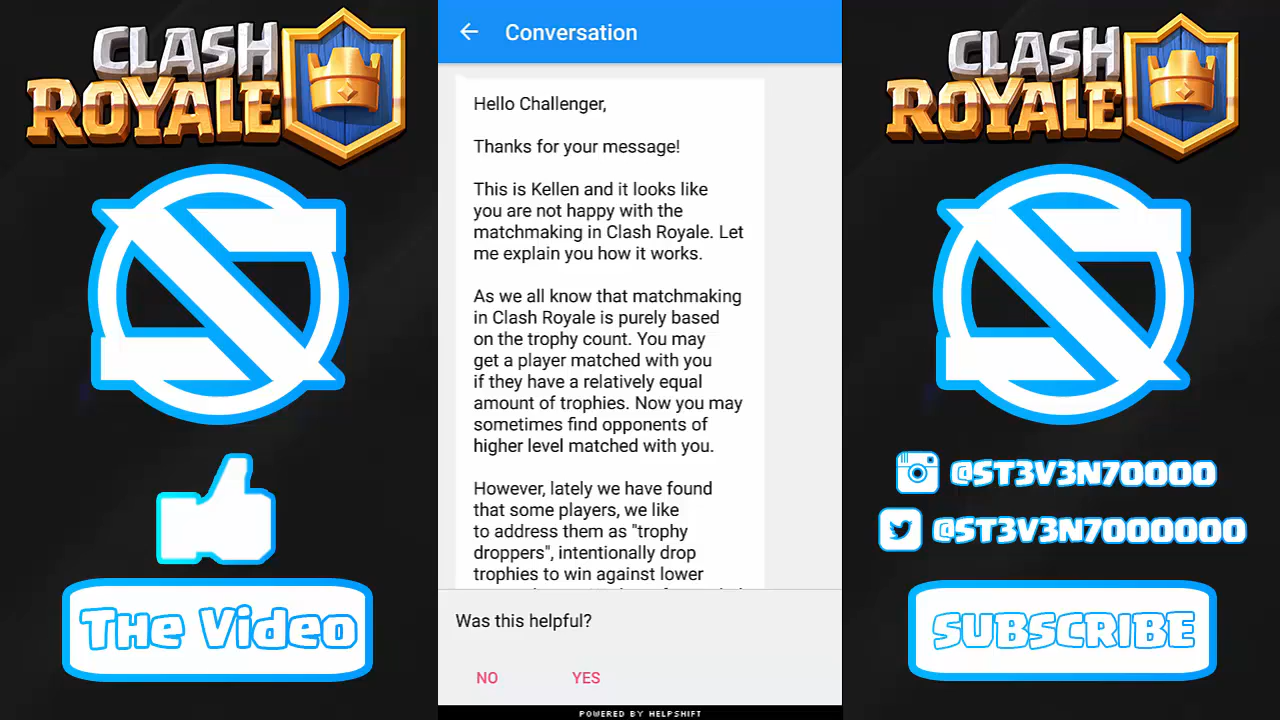 CLASH
ROYALE
The Video
Conversation
Hello Challenger,
Thanks for your message!
This is Kellen and it looks like
you are not happy with the
matchmaking in Clash Royale. Let
me explain you how it works.
As we all know that matchmaking
in Clash Royale is purely based
on the trophy count. You may
get a player matched with you
if they have a relatively equal
amount of trophies. Now you may
sometimes find opponents of
higher level matched with you.
However, lately we have found
that some players, we like
to address them as "trophy
droppers", intentionally drop
trophies to win against lower
Was this helpful?
NO YES
POWERED BY HELPSHIFT
CLASH
ROYALE
@ST3V3N70000
@ST3V3N7000000
SUBSCRIBE